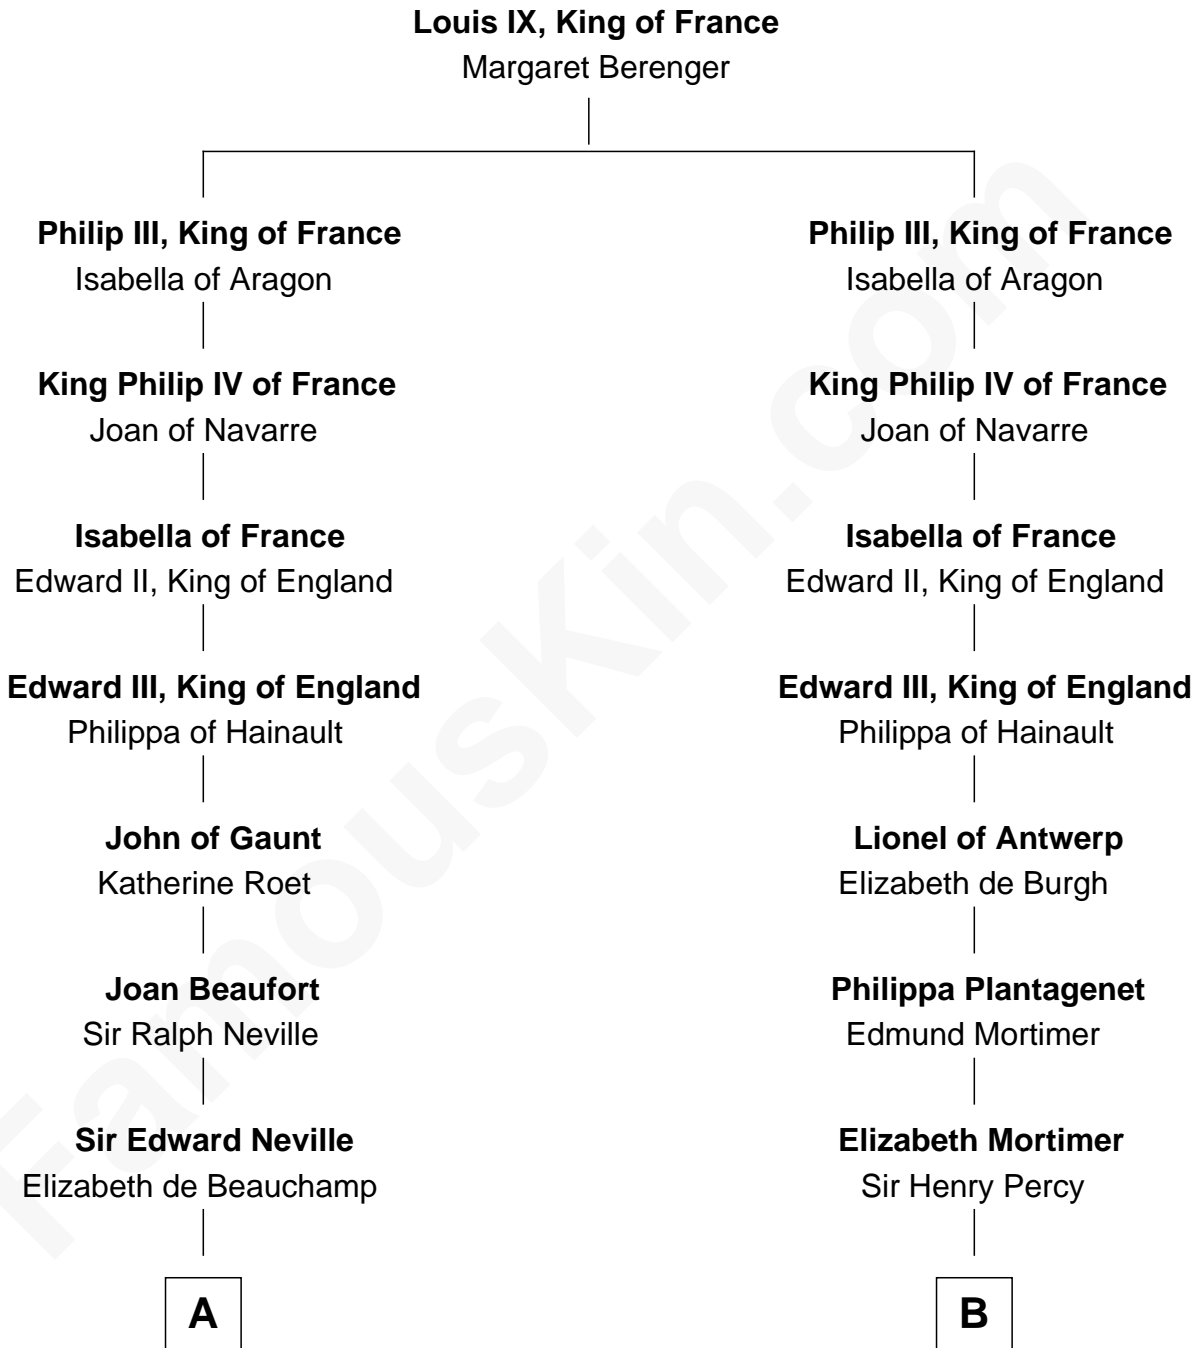 Louis IX, King of France
Margaret Berenger
Philip III, King of France
Isabella of Aragon
King Philip IV of France
Joan of Navarre
Isabella of France
Edward II, King of England
Edward III, King of England
Philippa of Hainault
John of Gaunt
Katherine Roet
Joan Beaufort
Sir Ralph Neville
Sir Edward Neville
Elizabeth de Beauchamp
A
Philip III, King of France
Isabella of Aragon
King Philip IV of France
Joan of Navarre
Isabella of France
Edward II, King of England
Edward III, King of England
Philippa of Hainault
Lionel of Antwerp
Elizabeth de Burgh
Philippa Plantagenet
Edmund Mortimer
Elizabeth Mortimer
Sir Henry Percy
B
FamousKin.com